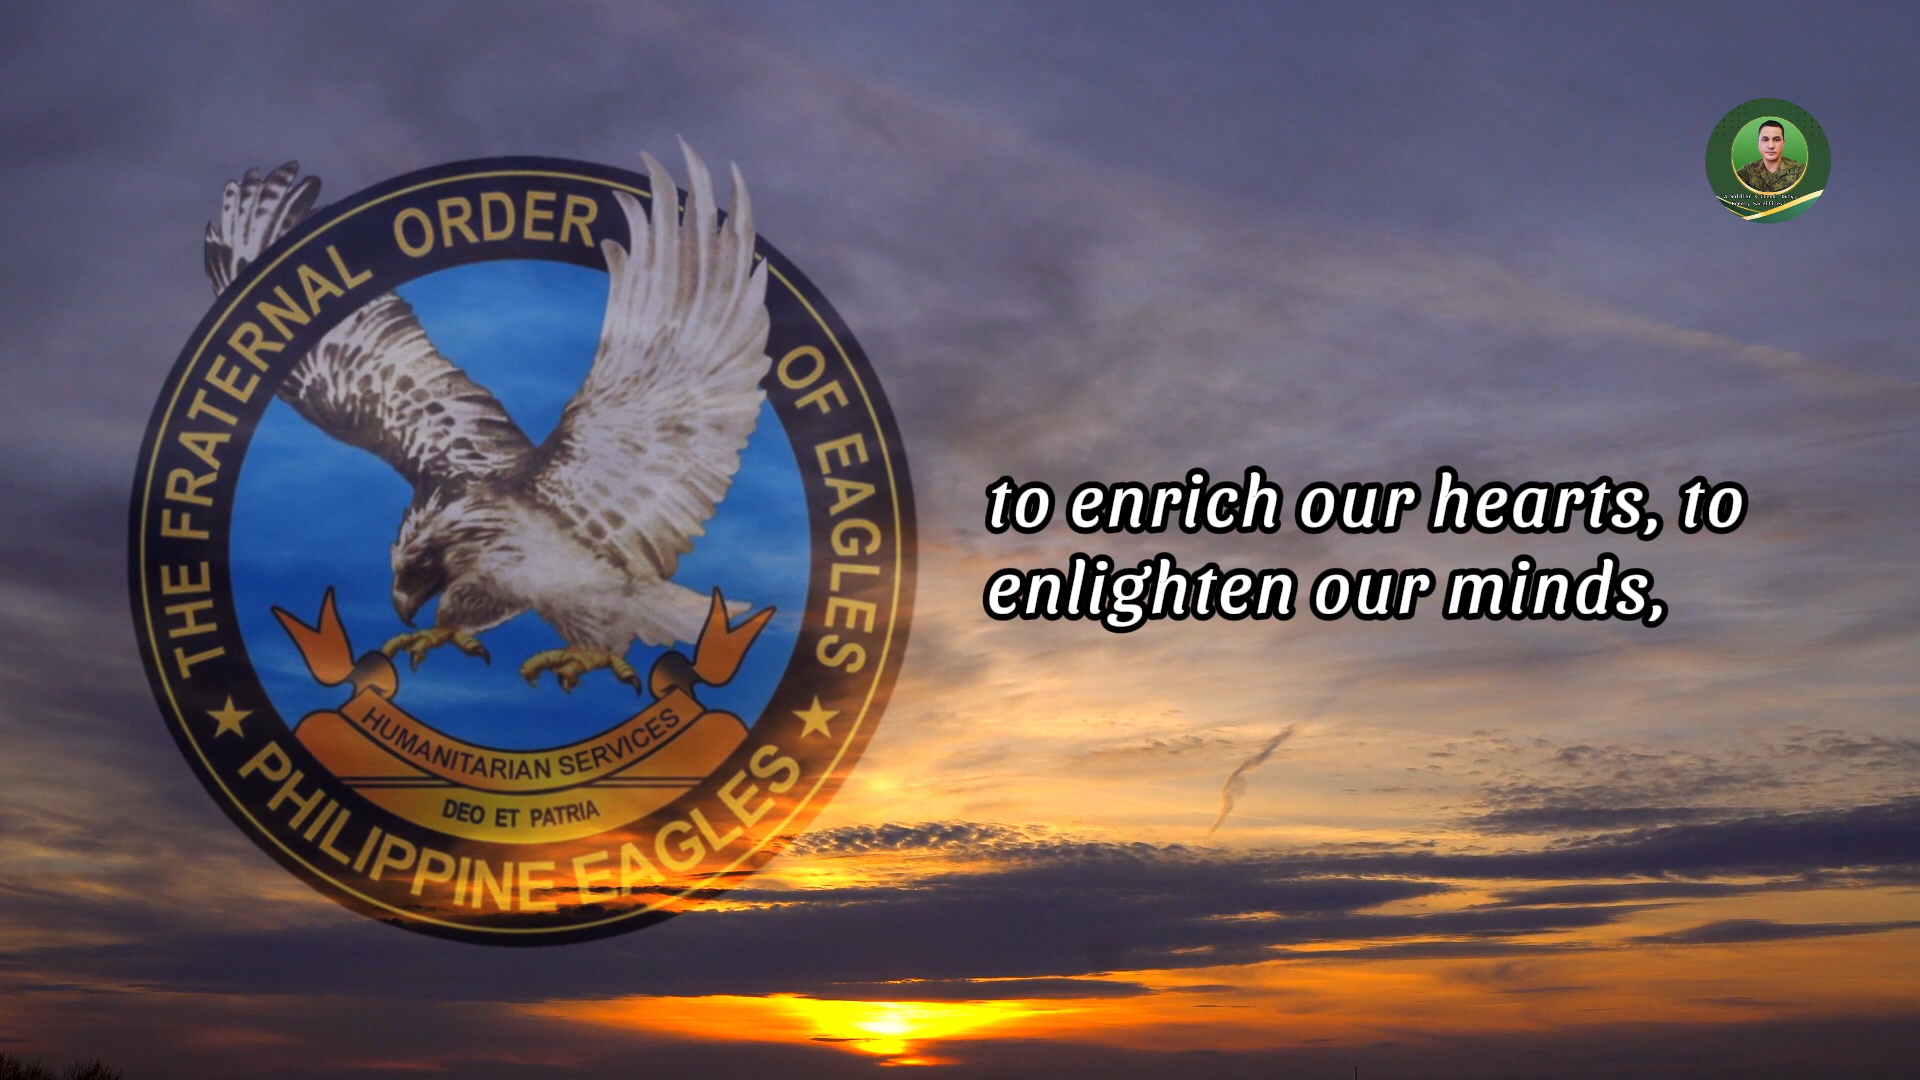 THE FRATERNAL ORDER OF EAGLES
to enrich our hearts, to
enlighten our minds,
HUMANITARIAN SERVICES
DEO ET PATRIA
PHILIPPINE EAGLES